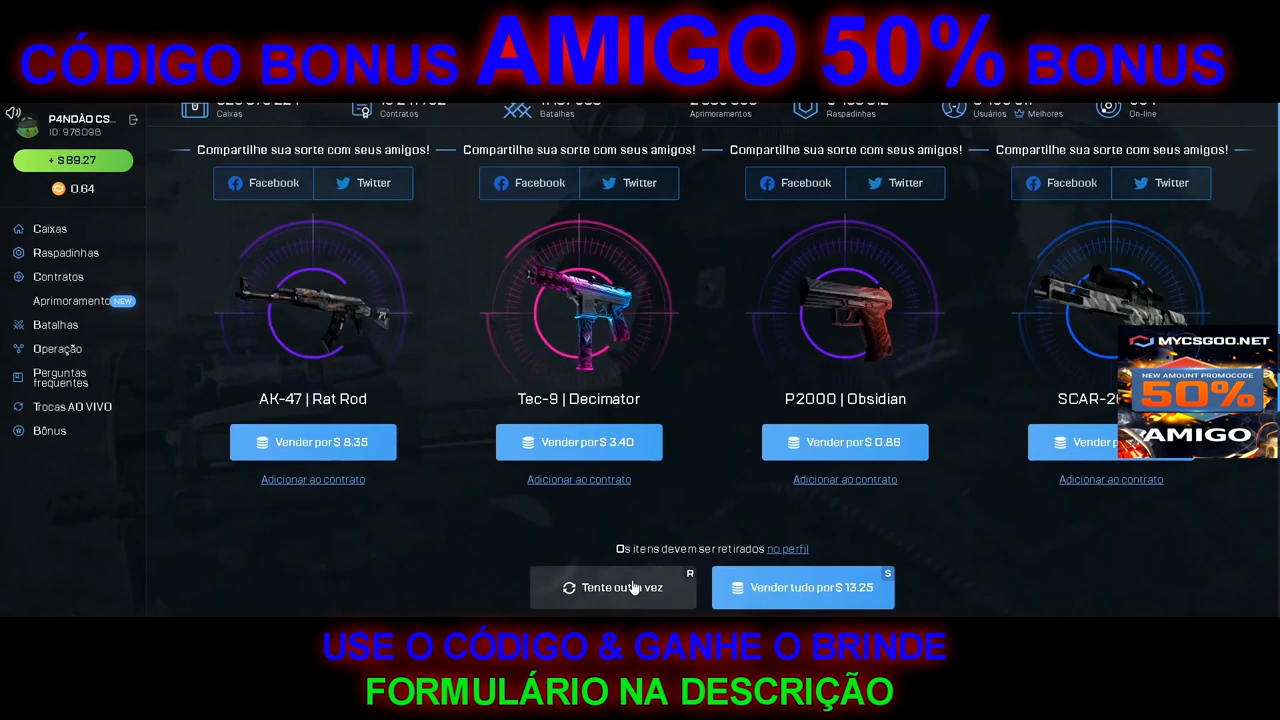 CÓDIGO BONUS AMIGO 50% BONUS
P4NDÃO CS...
ID: 976098
+ $ 89.27
0.64
Caixas
Contratos
Batalhas
Aprimoramentos
Raspadinhas
Usuários
Melhores
On-line
Caixas
Raspadinhas
Contratos
Aprimoramento NEW
Batalhas
Operação
Perguntas
frequentes
Trocas AO VIVO
Bônus
Compartilhe sua sorte com seus amigos!
Compartilhe sua sorte com seus amigos!
Compartilhe sua sorte com seus amigos!
Compartilhe sua sorte com seus amigos!
Facebook Twitter
Facebook Twitter
Facebook Twitter
Facebook Twitter
AK-47 | Rat Rod
Tec-9 | Decimator
P2000 | Obsidian
SCAR-2
Vender por $ 8.35
Vender por $ 3.40
Vender por $ 0.86
Vender p
Adicionar ao contrato
Adicionar ao contrato
Adicionar ao contrato
Adicionar ao contrato
MYCSGOO.NET
NEW AMOUNT PROMOCODE
50%
AMIGO
Os itens devem ser retirados no perfil
Tente outra vez R
Vender tudo por $ 13.25 S
USE O CÓDIGO & GANHE O BRINDE
FORMULÁRIO NA DESCRIÇÃO